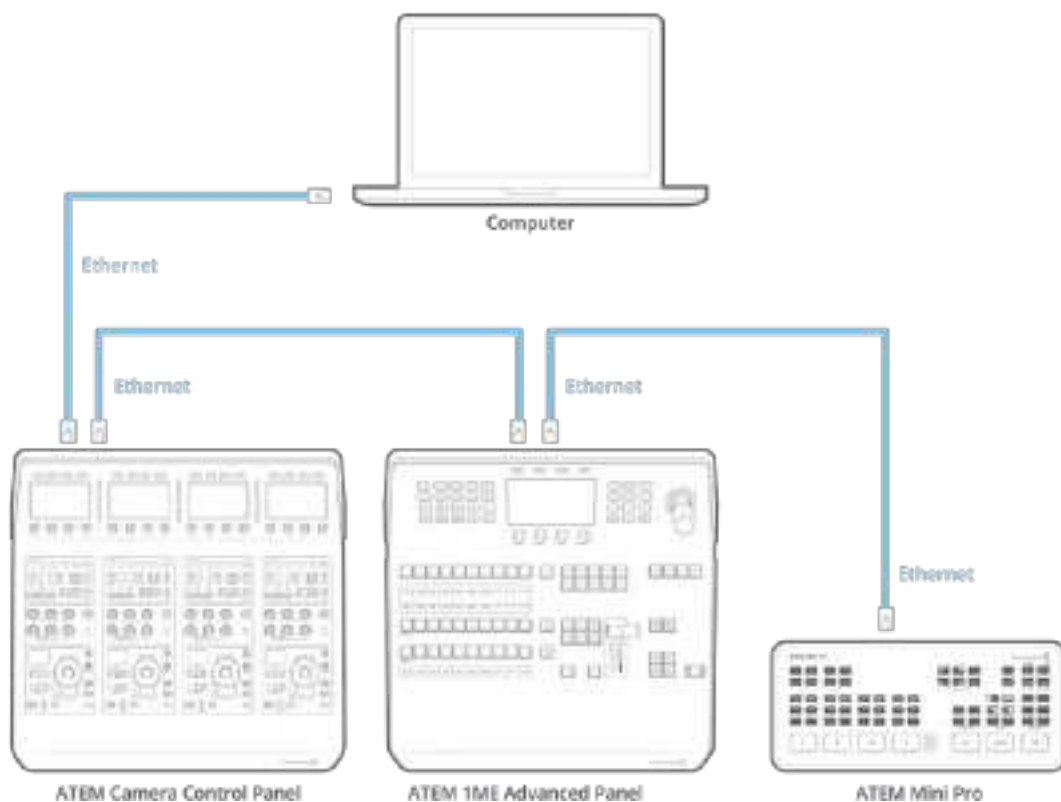 Computer
Ethernet
Ethernet
Ethernet
Ethernet
ATEM Camera Control Panel
ATEM 1ME Advanced Panel
ATEM Mini Pro